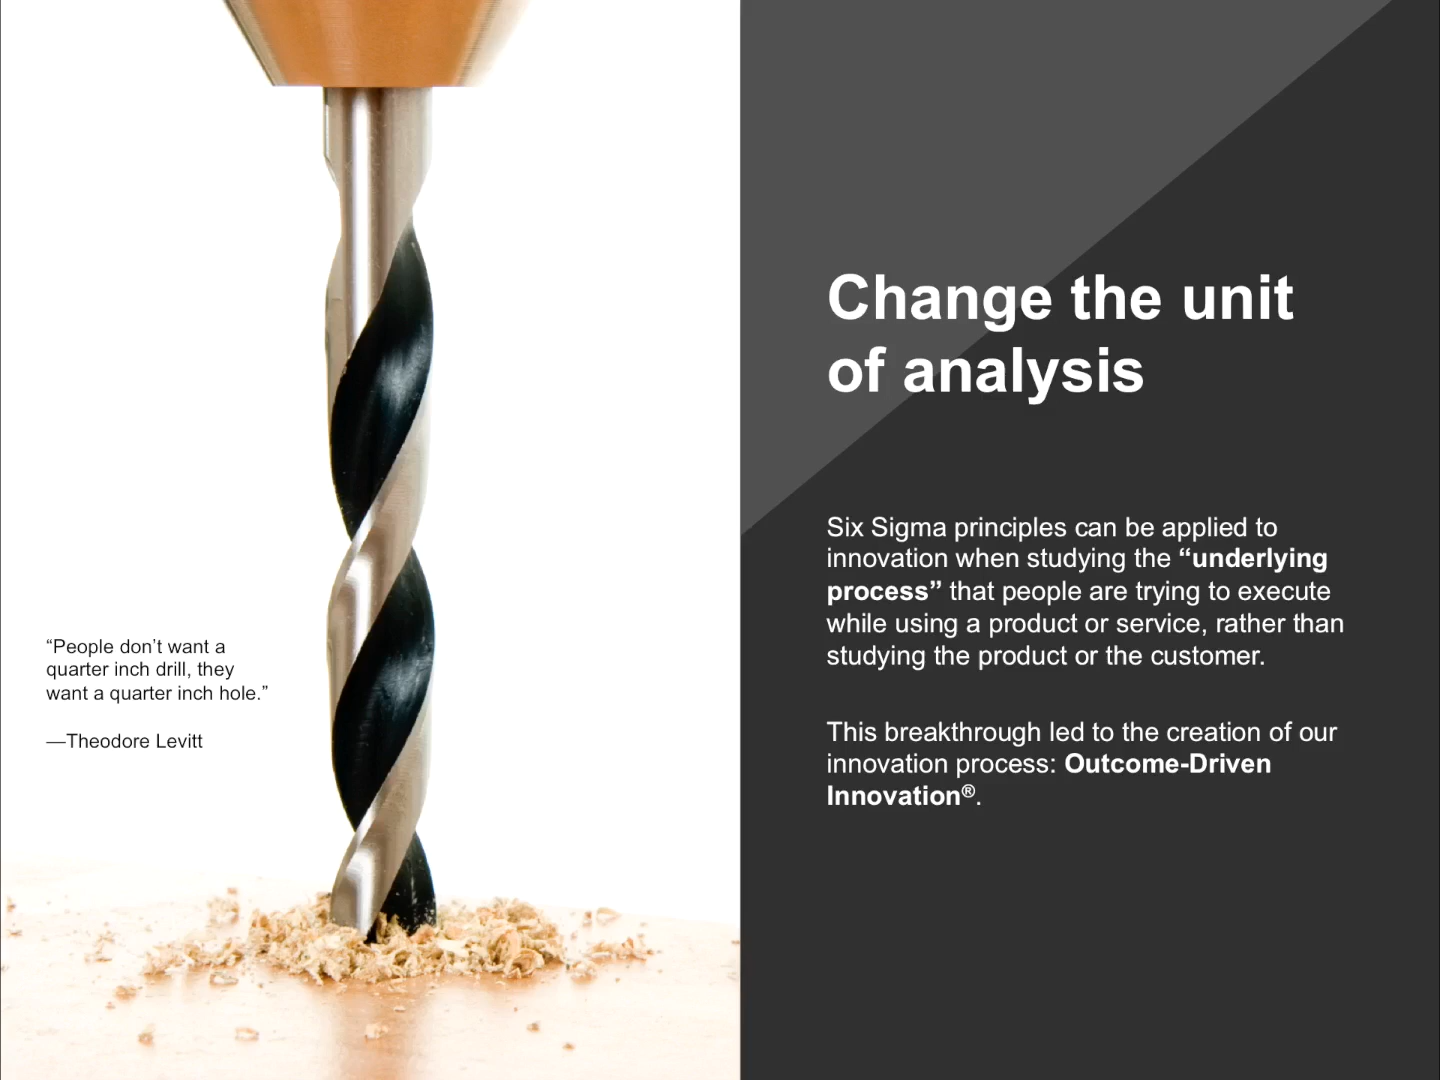 “People don’t want a
quarter inch drill, they
want a quarter inch hole.”
—Theodore Levitt
Change the unit
of analysis
Six Sigma principles can be applied to
innovation when studying the “underlying
process” that people are trying to execute
while using a product or service, rather than
studying the product or the customer.
This breakthrough led to the creation of our
innovation process: Outcome-Driven
Innovation®.